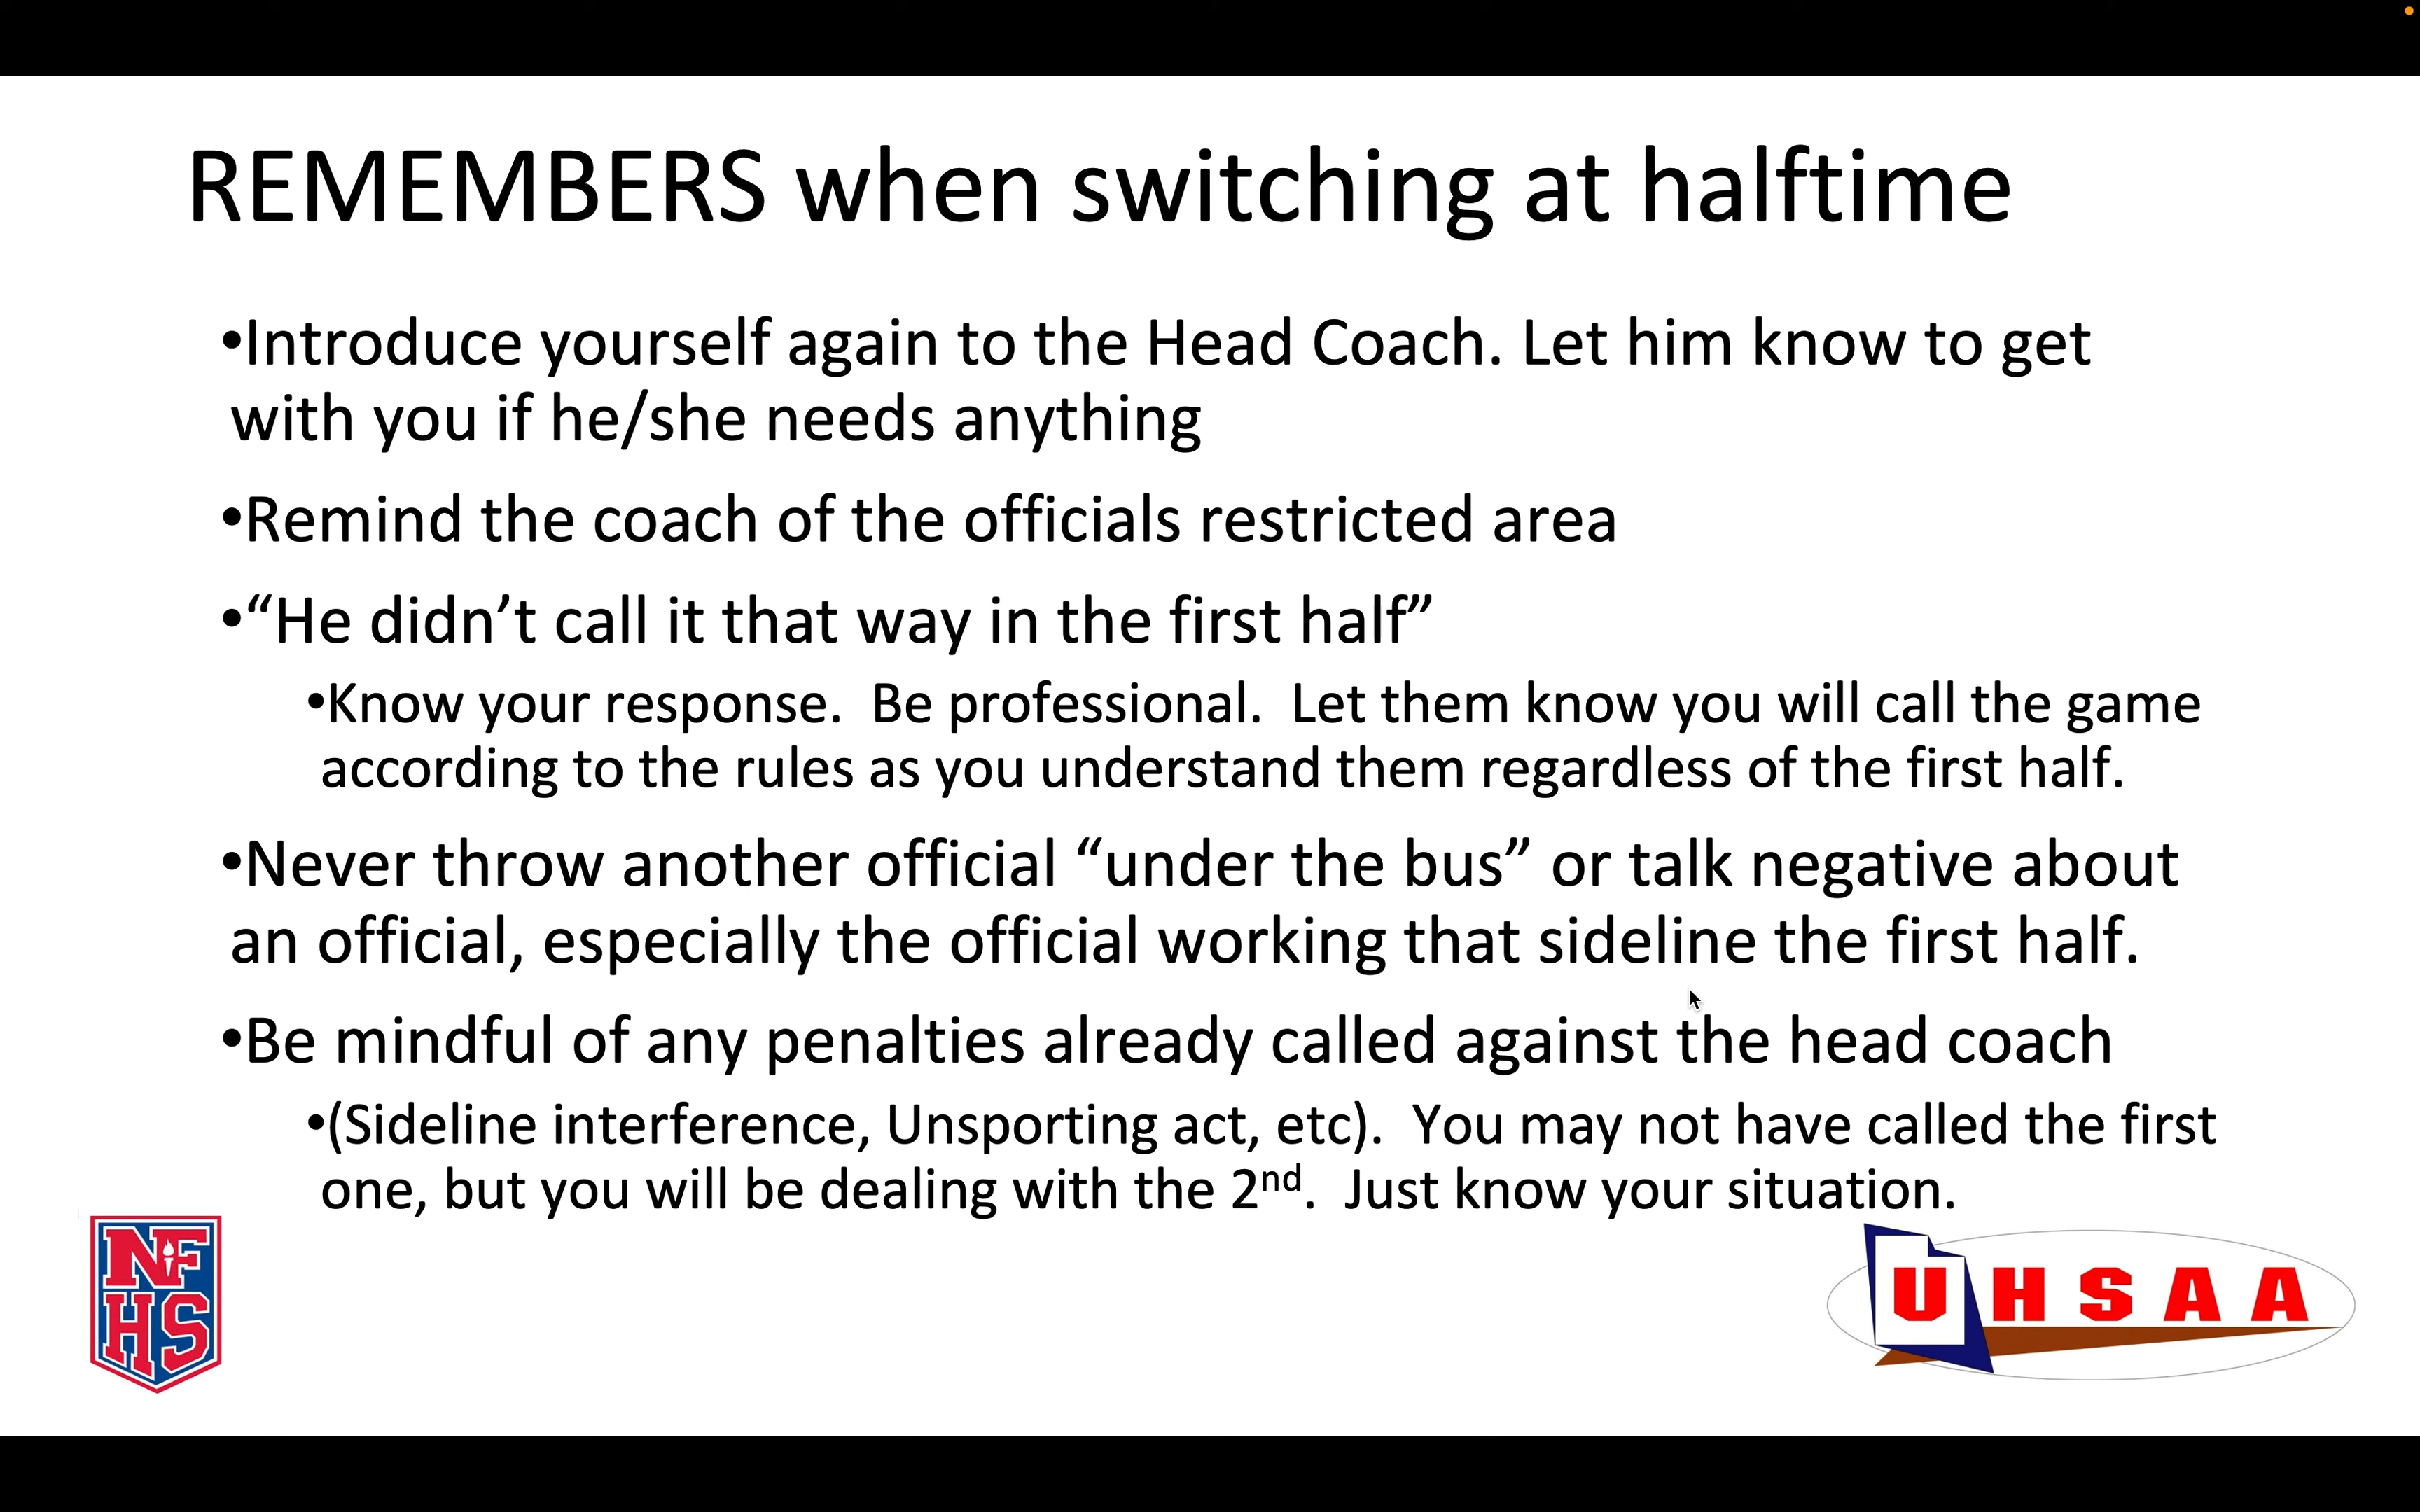 REMEMBERS when switching at halftime
•Introduce yourself again to the Head Coach. Let him know to get
with you if he/she needs anything
•Remind the coach of the officials restricted area
•“He didn’t call it that way in the first half”
•Know your response.  Be professional.  Let them know you will call the game
according to the rules as you understand them regardless of the first half.
•Never throw another official “under the bus” or talk negative about
an official, especially the official working that sideline the first half.
•Be mindful of any penalties already called against the head coach
•(Sideline interference, Unsporting act, etc).  You may not have called the first
one, but you will be dealing with the 2nd.  Just know your situation.
NF
HS
UHSAA